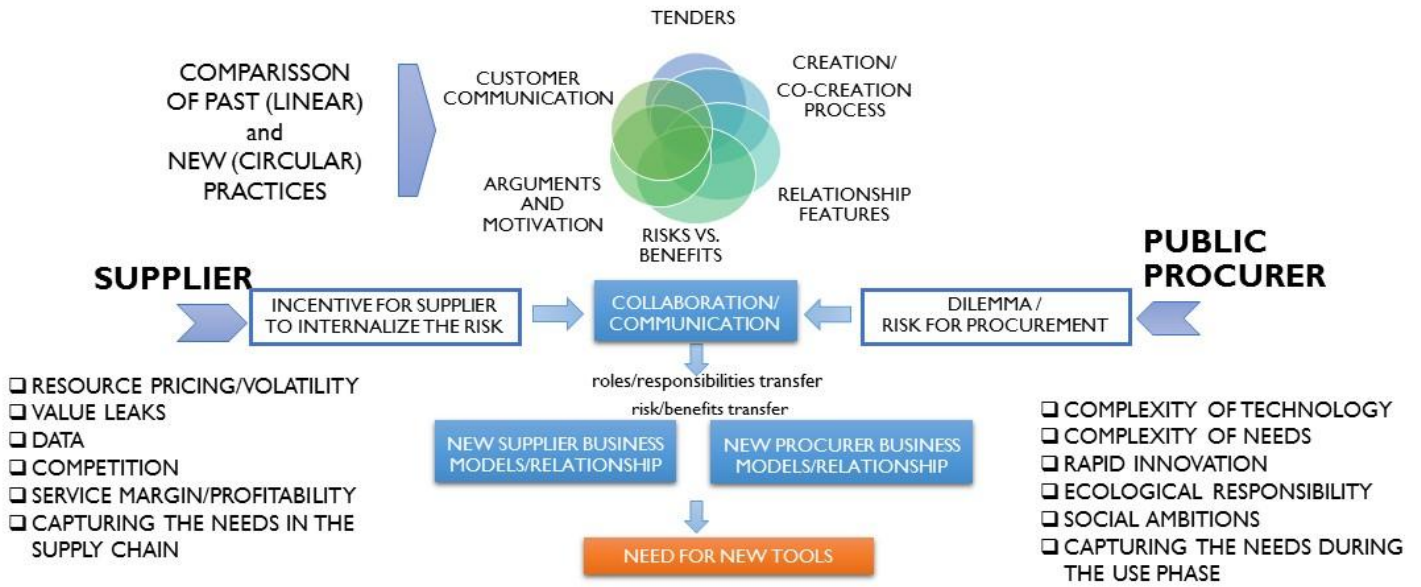 TENDERS
COMPARISSON
OF PAST (LINEAR)
and
NEW (CIRCULAR)
PRACTICES
CUSTOMER
COMMUNICATION
CREATION/
CO-CREATION
PROCESS
ARGUMENTS
AND
MOTIVATION
RELATIONSHIP
FEATURES
RISKS VS.
BENEFITS
SUPPLIER
PUBLIC
PROCURER
INCENTIVE FOR SUPPLIER
TO INTERNALIZE THE RISK
COLLABORATION/
COMMUNICATION
DILEMMA /
RISK FOR PROCUREMENT
roles/responsibilities transfer
risk/benefits transfer
RESOURCE PRICING/VOLATILITY
VALUE LEAKS
DATA
COMPETITION
SERVICE MARGIN/PROFITABILITY
CAPTURING THE NEEDS IN THE
SUPPLY CHAIN
NEW SUPPLIER BUSINESS
MODELS/RELATIONSHIP
NEW PROCURER BUSINESS
MODELS/RELATIONSHIP
COMPLEXITY OF TECHNOLOGY
COMPLEXITY OF NEEDS
RAPID INNOVATION
ECOLOGICAL RESPONSIBILITY
SOCIAL AMBITIONS
CAPTURING THE NEEDS DURING
THE USE PHASE
NEED FOR NEW TOOLS